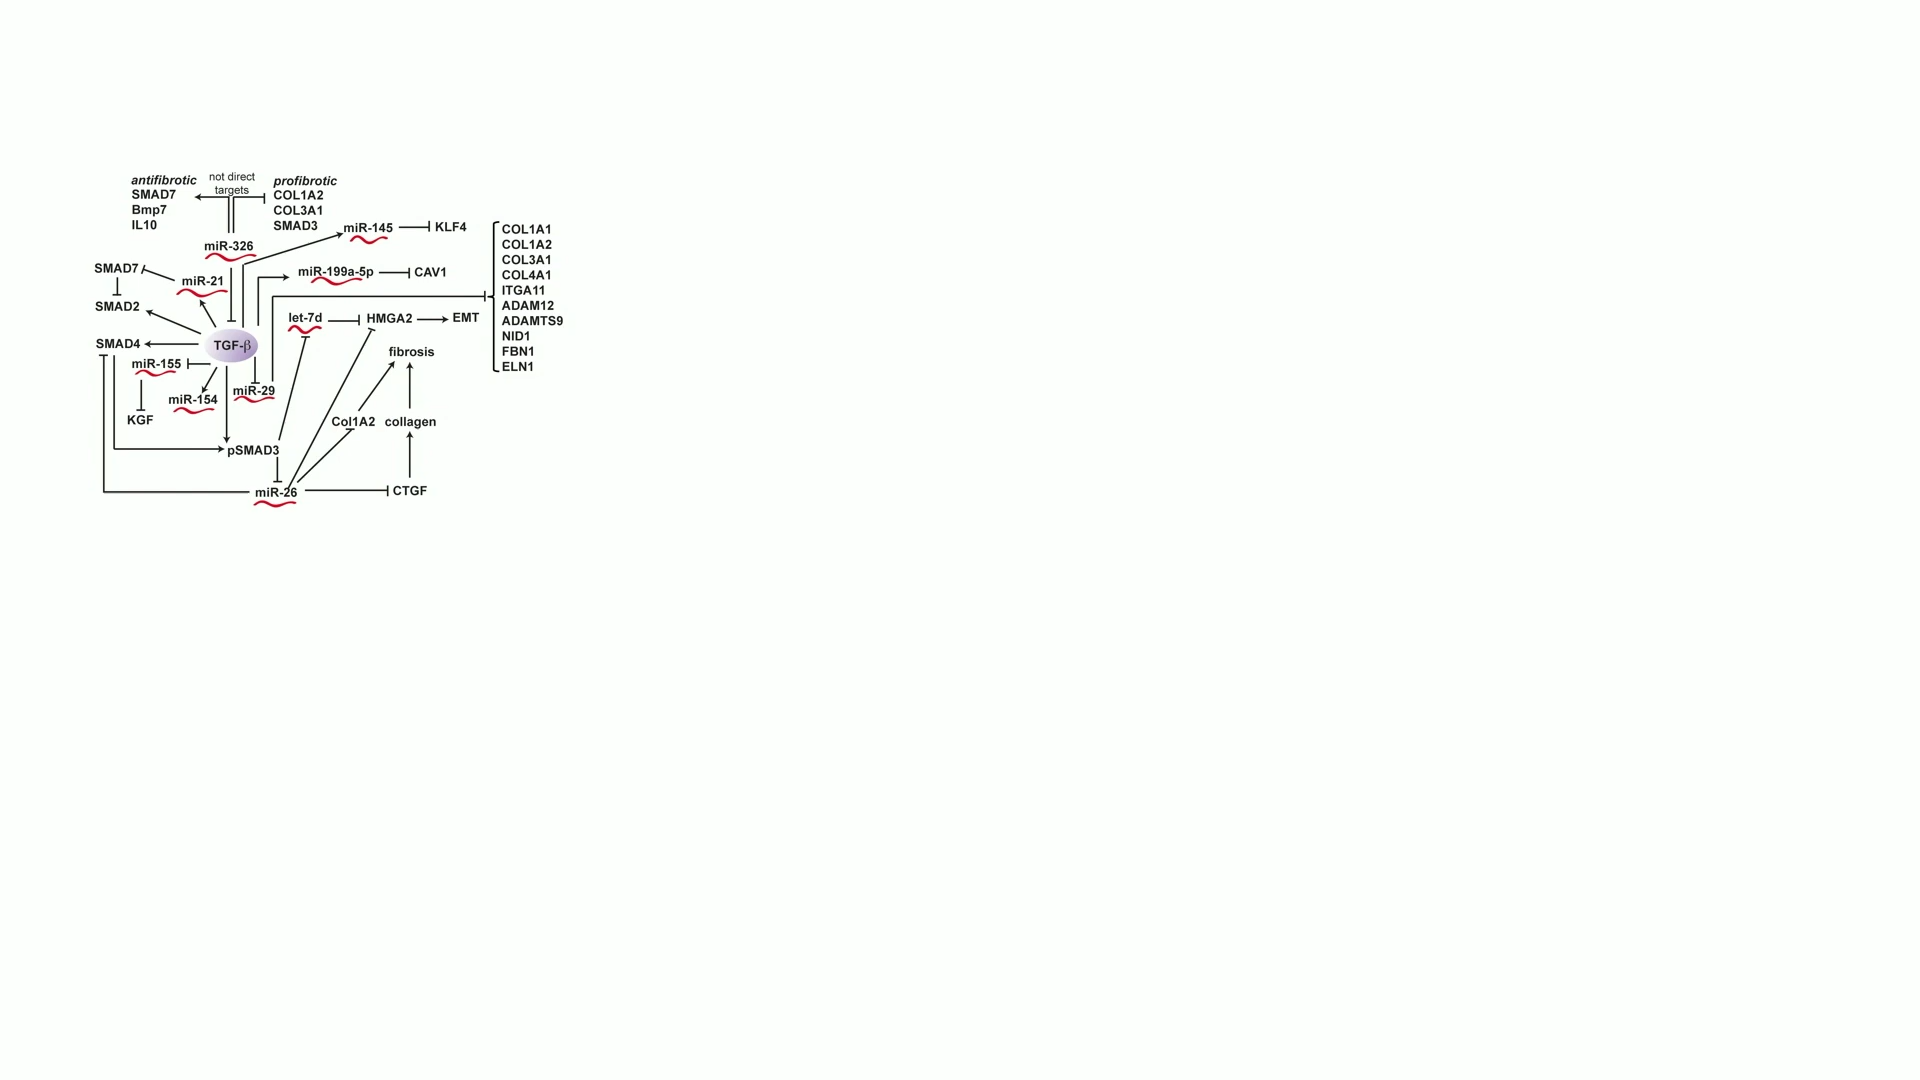 antifibrotic
SMAD7
Bmp7
IL10
not direct
targets
profibrotic
COL1A2
COL3A1
SMAD3
miR-326
miR-145
KLF4
SMAD7
miR-21
miR-199a-5p
CAV1
SMAD2
let-7d
HMGA2
EMT
COL1A1
COL1A2
COL3A1
COL4A1
ITGA11
ADAM12
ADAMTS9
NID1
FBN1
ELN1
SMAD4
TGF-β
fibrosis
miR-155
miR-154
miR-29
KGF
Col1A2
collagen
pSMAD3
miR-26
CTGF